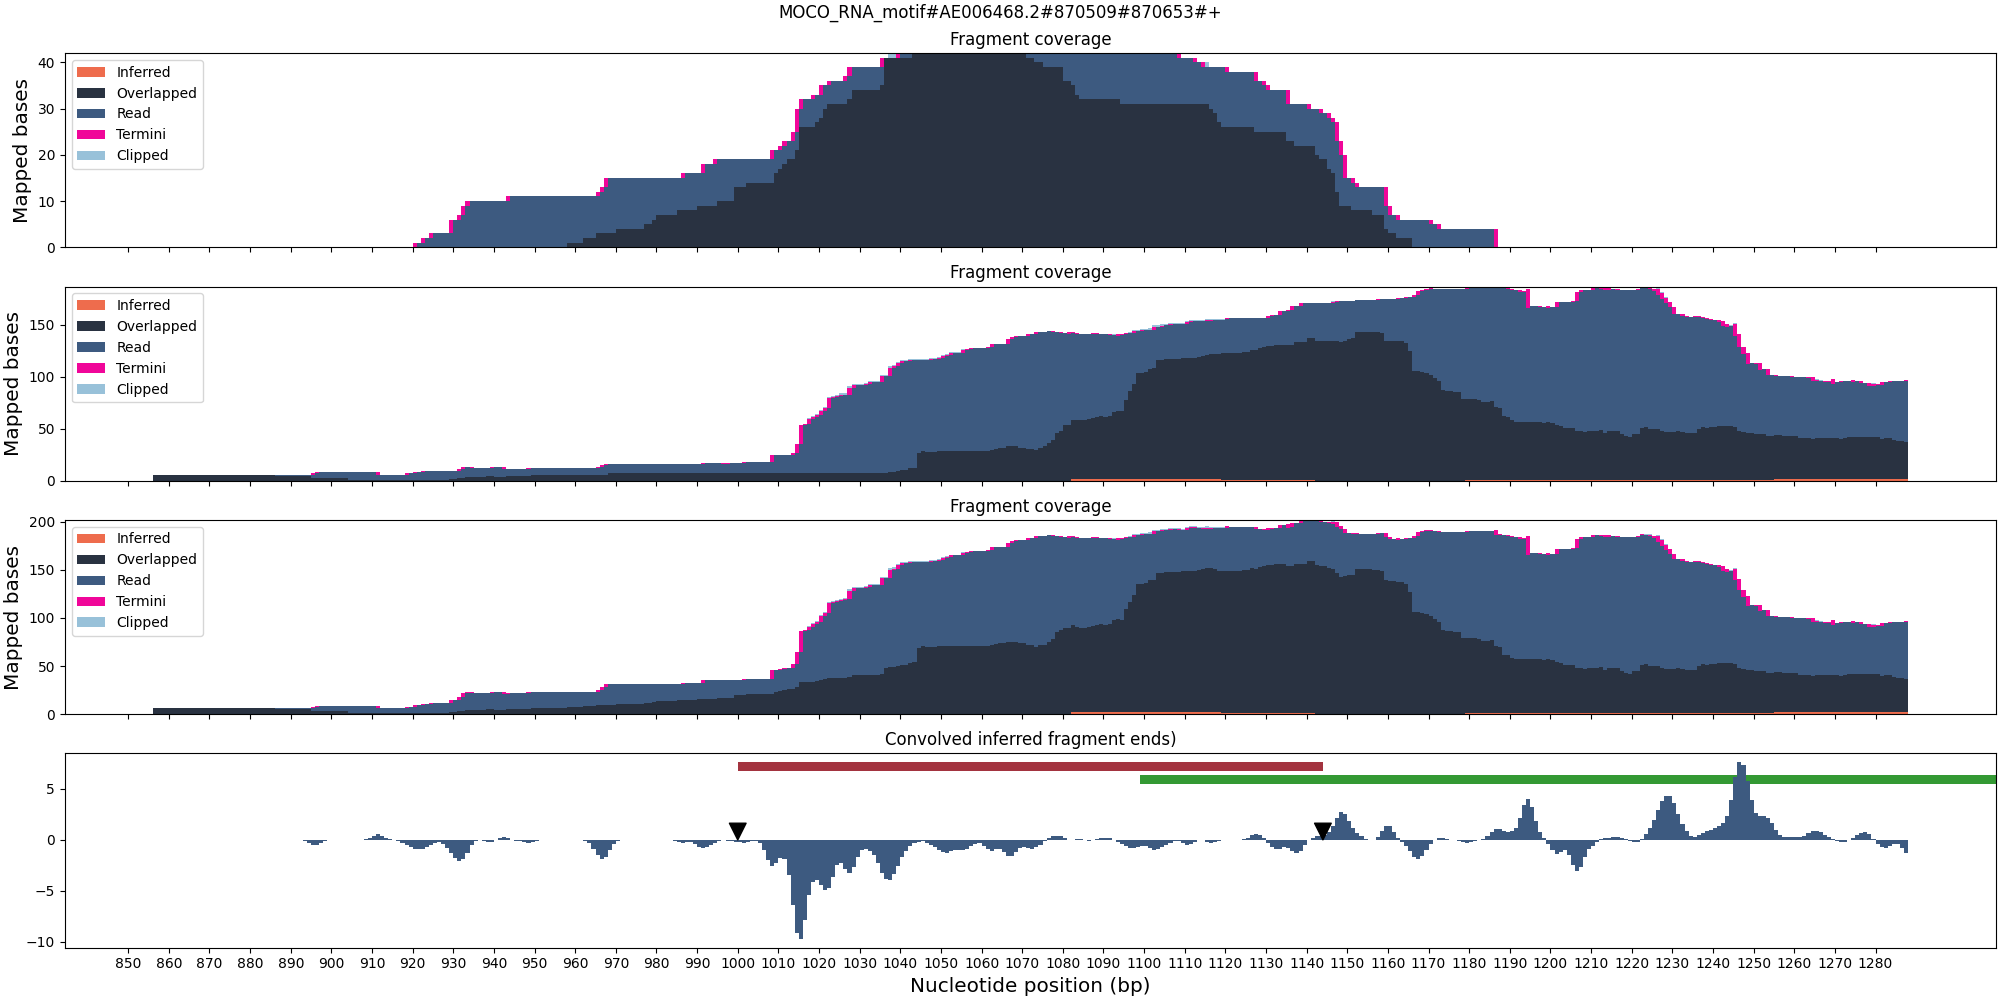 MOCO_RNA_motif#AE006468.2#870509#870653#+
Fragment coverage
Mapped bases
40
30
20
10
0
Inferred
Overlapped
Read
Termini
Clipped
Fragment coverage
Mapped bases
150
100
50
0
Inferred
Overlapped
Read
Termini
Clipped
Fragment coverage
Mapped bases
200
150
100
50
0
Inferred
Overlapped
Read
Termini
Clipped
Convolved inferred fragment ends)
5
0
−5
−10
850 860 870 880 890 900 910 920 930 940 950 960 970 980 990 1000 1010 1020 1030 1040 1050 1060 1070 1080 1090 1100 1110 1120 1130 1140 1150 1160 1170 1180 1190 1200 1210 1220 1230 1240 1250 1260 1270 1280
Nucleotide position (bp)